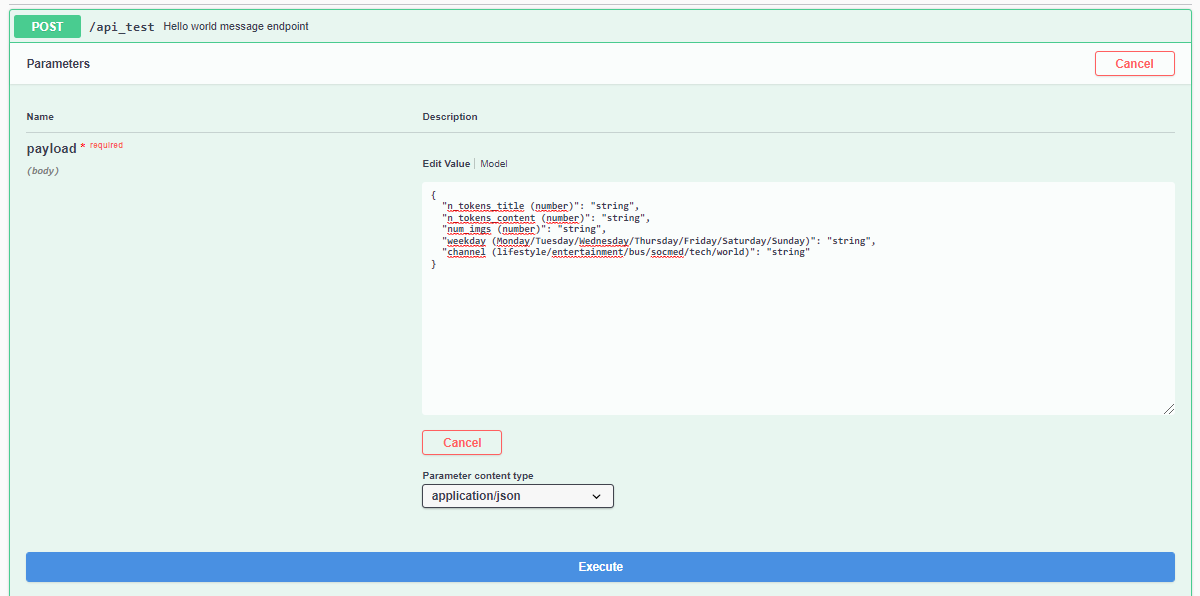 POST /api_test Hello world message endpoint
Parameters
Cancel
Name Description
payload * required
(body)
Edit Value Model
{
"n_tokens_title (number)": "string",
"n_tokens_content (number)": "string",
"num_imgs (number)": "string",
"weekday (Monday/Tuesday/Wednesday/Thursday/Friday/Saturday/Sunday)": "string",
"channel (lifestyle/entertainment/bus/socmed/tech/world)": "string"
}
Cancel
Parameter content type
application/json
Execute